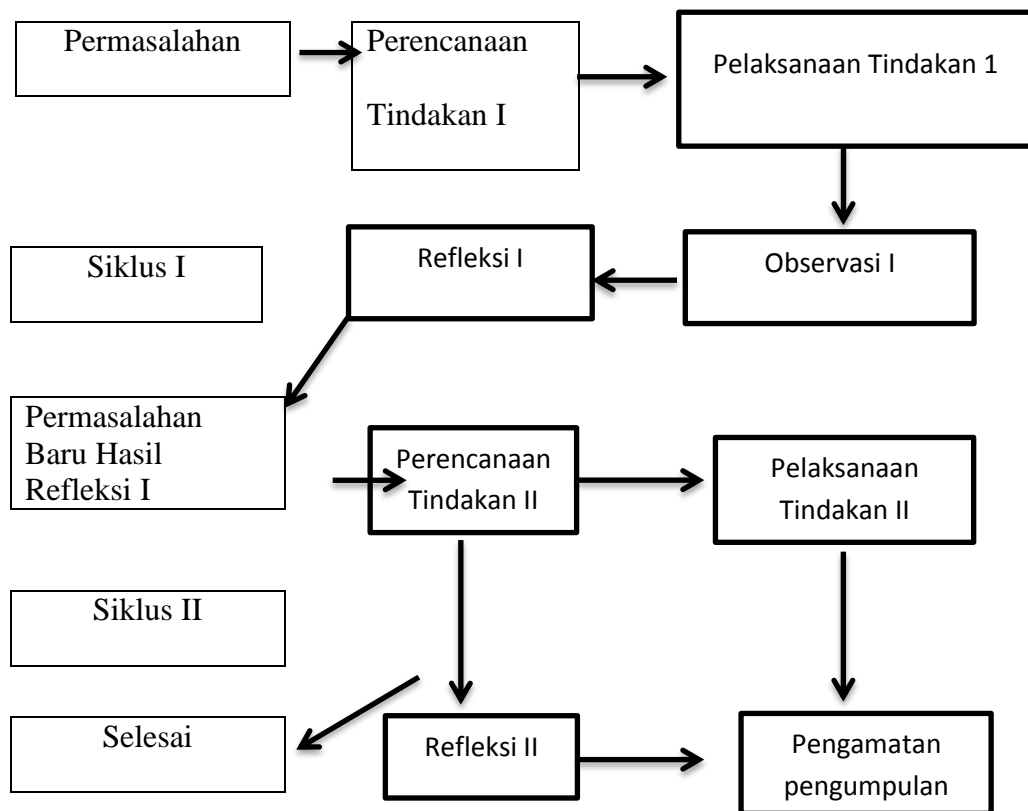 Permasalahan
Perencanaan
Tindakan I
Pelaksanaan Tindakan 1
Siklus I
Refleksi I
Observasi I
Permasalahan
Baru Hasil
Refleksi I
Perencanaan
Tindakan II
Pelaksanaan
Tindakan II
Siklus II
Selesai
Refleksi II
Pengamatan
pengumpulan